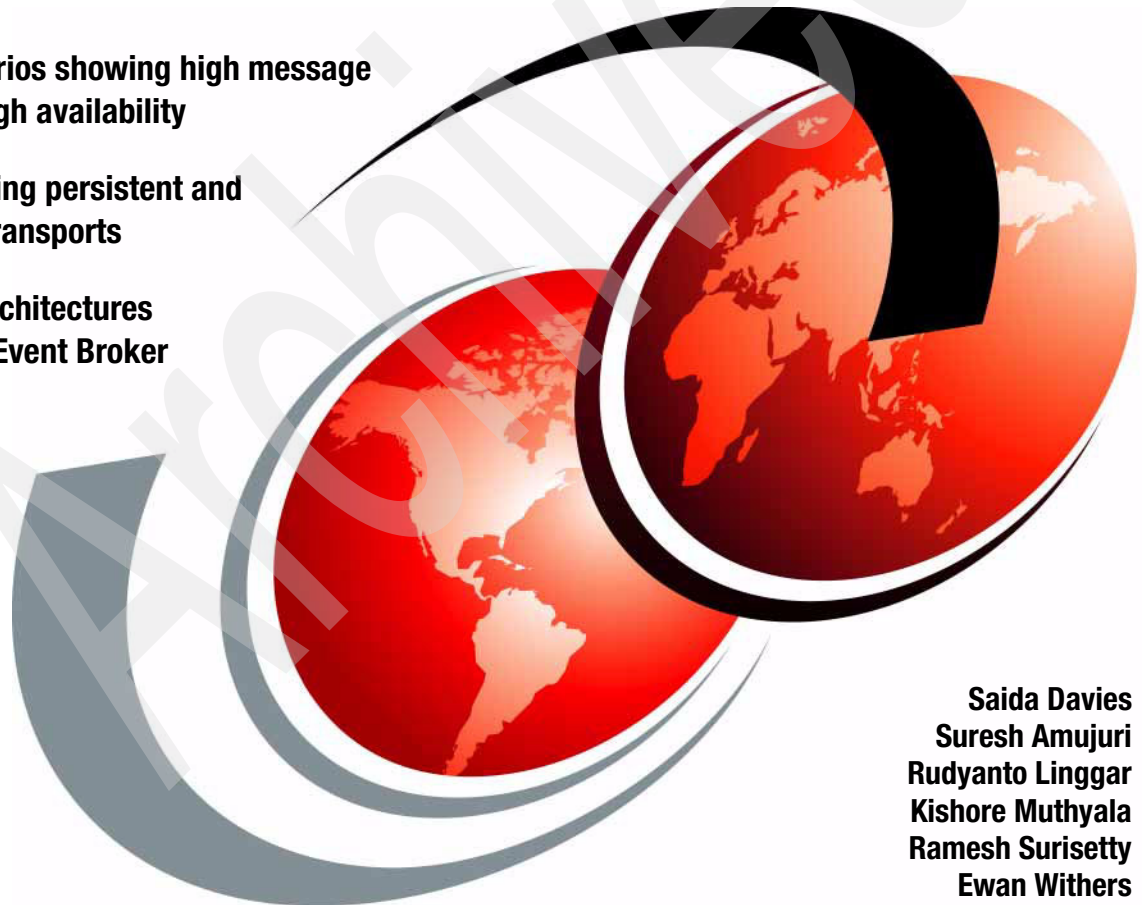 rios showing high message
gh availability
ing persistent and
ransports
chitectures
Event Broker
Archived
Saida Davies
Suresh Amujuri
Rudyanto Linggar
Kishore Muthyala
Ramesh Surisetty
Ewan Withers